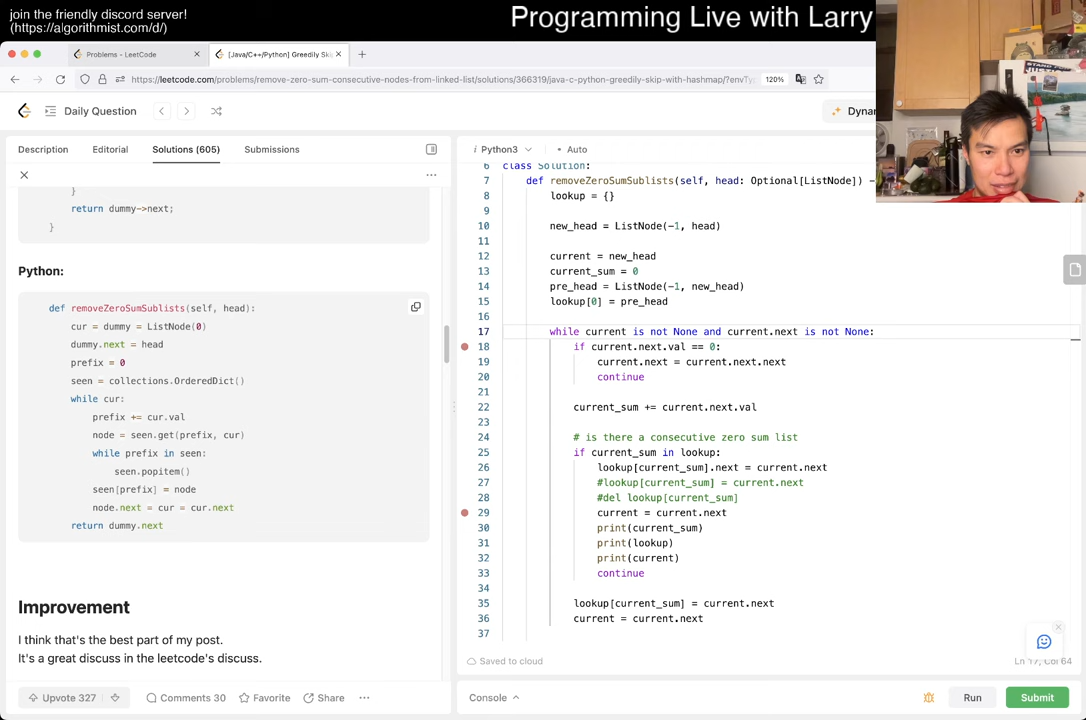 join the friendly discord server!
(https://algorithmist.com/d/)
Programming Live with Larry
Problems - LeetCode
[Java/C++/Python] Greedily Ski
https://leetcode.com/problems/remove-zero-sum-consecutive-nodes-from-linked-list/solutions/366319/java-c-python-greedily-skip-with-hashmap/?envTy
120%
Daily Question
Dynam
Description
Editorial
Solutions (605)
Submissions
}
return dummy->next;
}
Python:
def removeZeroSumSublists(self, head):
cur = dummy = ListNode(0)
dummy.next = head
prefix = 0
seen = collections.OrderedDict()
while cur:
prefix += cur.val
node = seen.get(prefix, cur)
while prefix in seen:
seen.popitem()
seen[prefix] = node
node.next = cur = cur.next
return dummy.next
Improvement
I think that's the best part of my post.
It's a great discuss in the leetcode's discuss.
Upvote 327
Comments 30
Favorite
Share
Python3
Auto
6 class Solution:
7 def removeZeroSumSublists(self, head: Optional[ListNode]) -
8 lookup = {}
9
10 new_head = ListNode(-1, head)
11
12 current = new_head
13 current_sum = 0
14 pre_head = ListNode(-1, new_head)
15 lookup[0] = pre_head
16
17 while current is not None and current.next is not None:
18 if current.next.val == 0:
19 current.next = current.next.next
20 continue
21
22 current_sum += current.next.val
23
24 # is there a consecutive zero sum list
25 if current_sum in lookup:
26 lookup[current_sum].next = current.next
27 #lookup[current_sum] = current.next
28 #del lookup[current_sum]
29 current = current.next
30 print(current_sum)
31 print(lookup)
32 print(current)
33 continue
34
35 lookup[current_sum] = current.next
36 current = current.next
37
Saved to cloud
Ln 17, Col 64
Console
Run
Submit